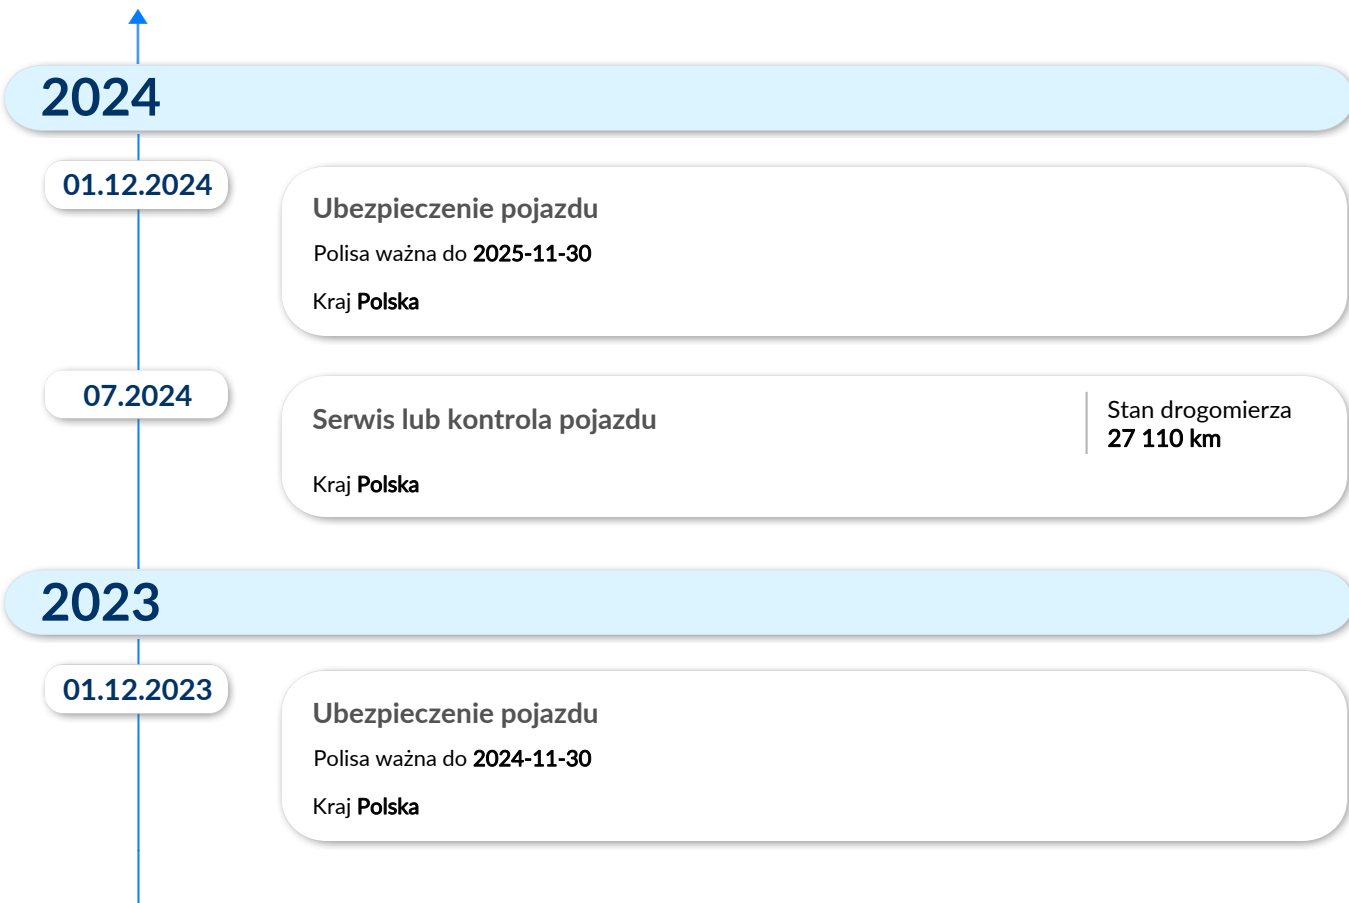 2024
01.12.2024
Ubezpieczenie pojazdu
Polisa ważna do 2025-11-30
Kraj Polska
07.2024
Serwis lub kontrola pojazdu
Stan drogomierza
27 110 km
Kraj Polska
2023
01.12.2023
Ubezpieczenie pojazdu
Polisa ważna do 2024-11-30
Kraj Polska